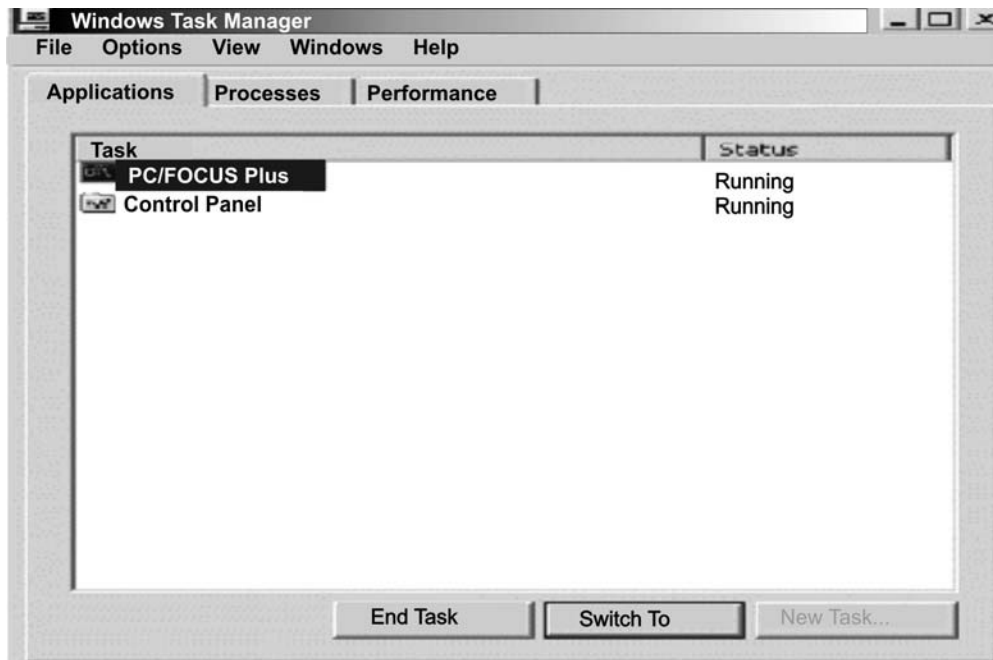 Windows Task Manager
File Options View Windows Help
Applications Processes Performance
Task Status
PC/FOCUS Plus Running
Control Panel Running
End Task Switch To New Task...